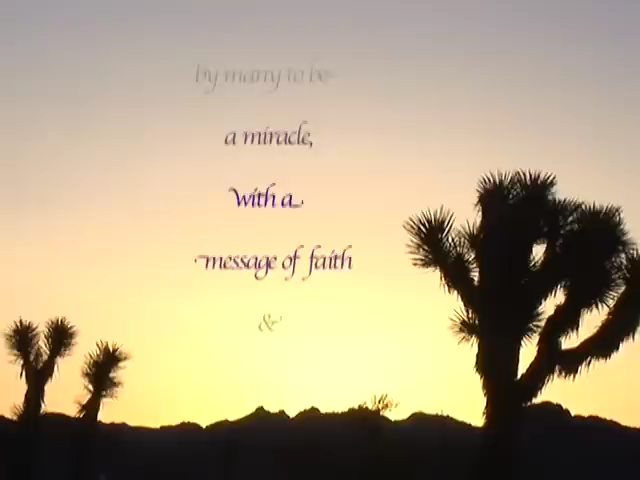 by many to be
a miracle,
with a
message of faith
&